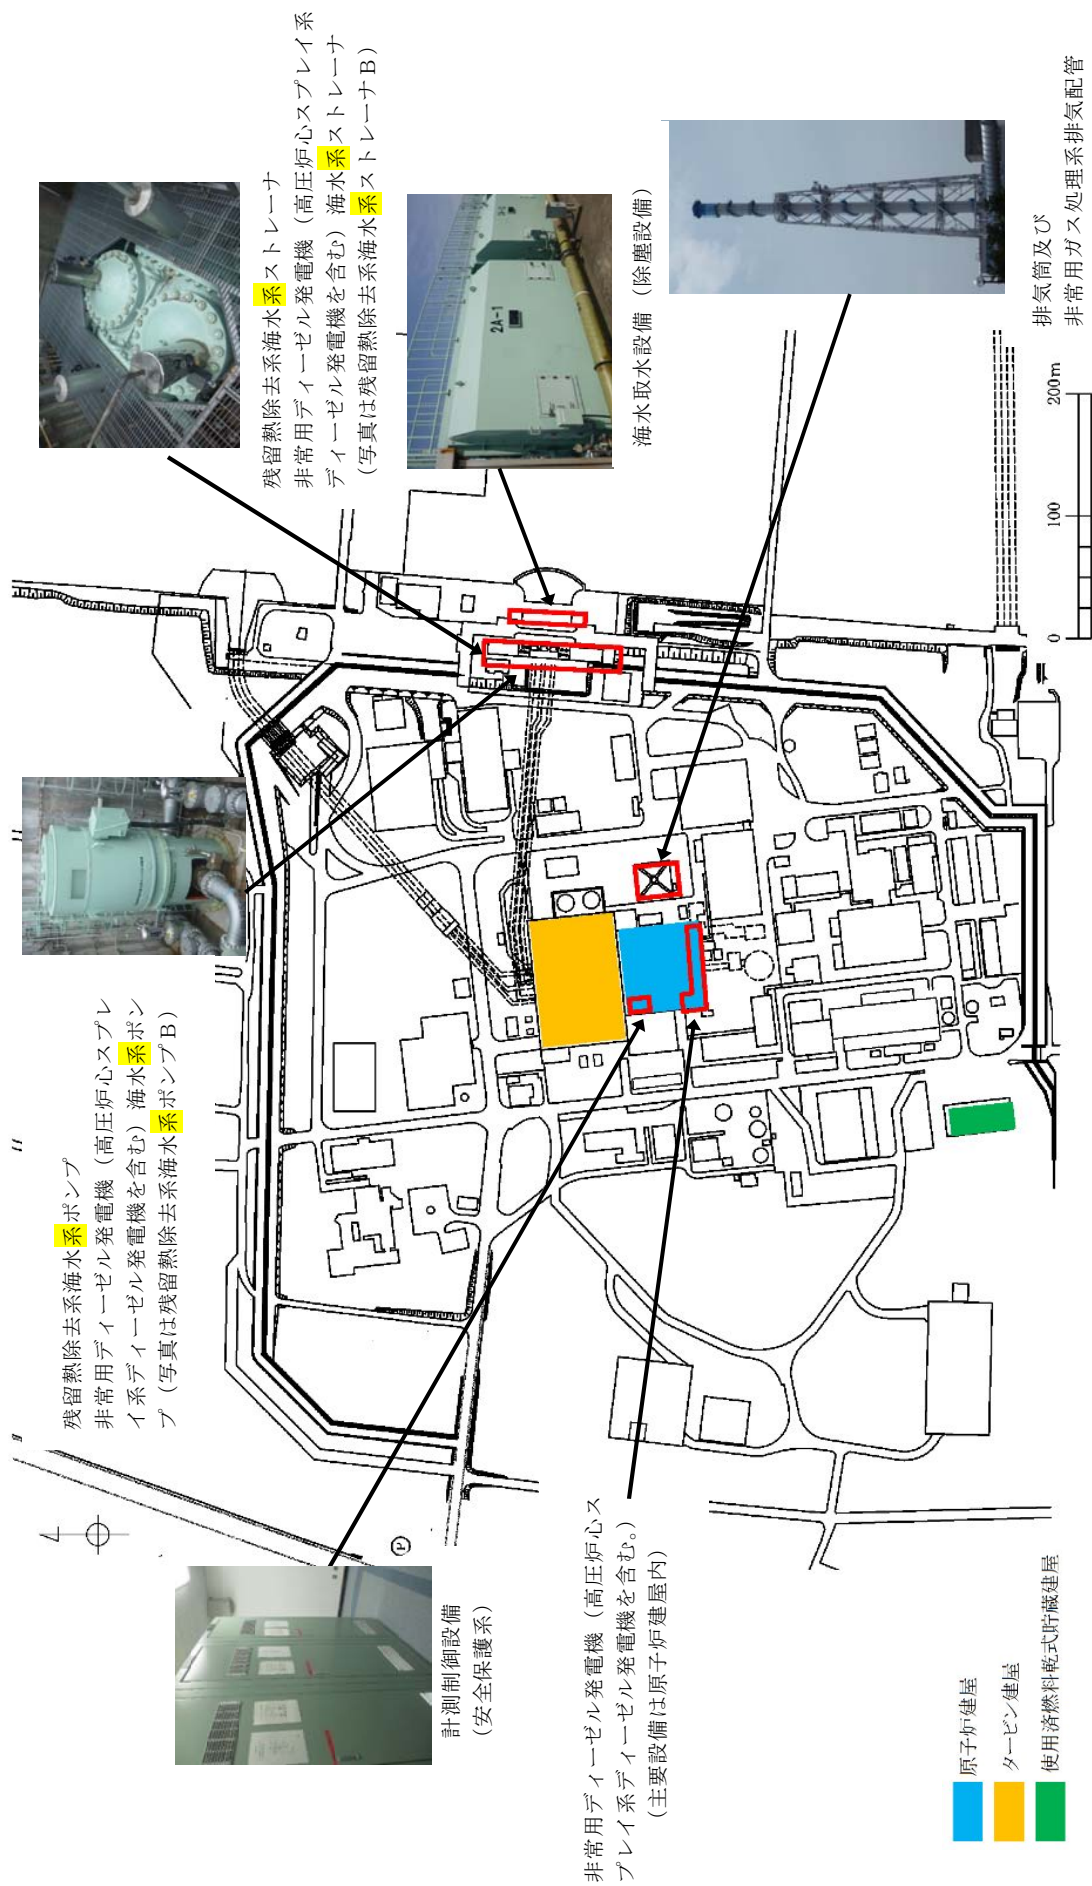 残留熱除去系海水系ストレーナ
非常用ディーゼル発電機（高圧炉心スプレイ系
ディーゼル発電機を含む）海水系ストレーナ
（写真は残留熱除去系海水系ストレーナB）
2A-1
海水取水設備（除塵設備）
排気筒及び
非常用ガス処理系排気配管
残留熱除去系海水系ポンプ
非常用ディーゼル発電機（高圧炉心スプレ
イ系ディーゼル発電機を含む）海水系ポン
プ（写真は残留熱除去系海水系ポンプB）
計測制御設備
（安全保護系）
非常用ディーゼル発電機（高圧炉心ス
プレイ系ディーゼル発電機を含む。）
（主要設備は原子炉建屋内）
P
0 100 200m
原子炉建屋
タービン建屋
使用済燃料乾式貯蔵建屋